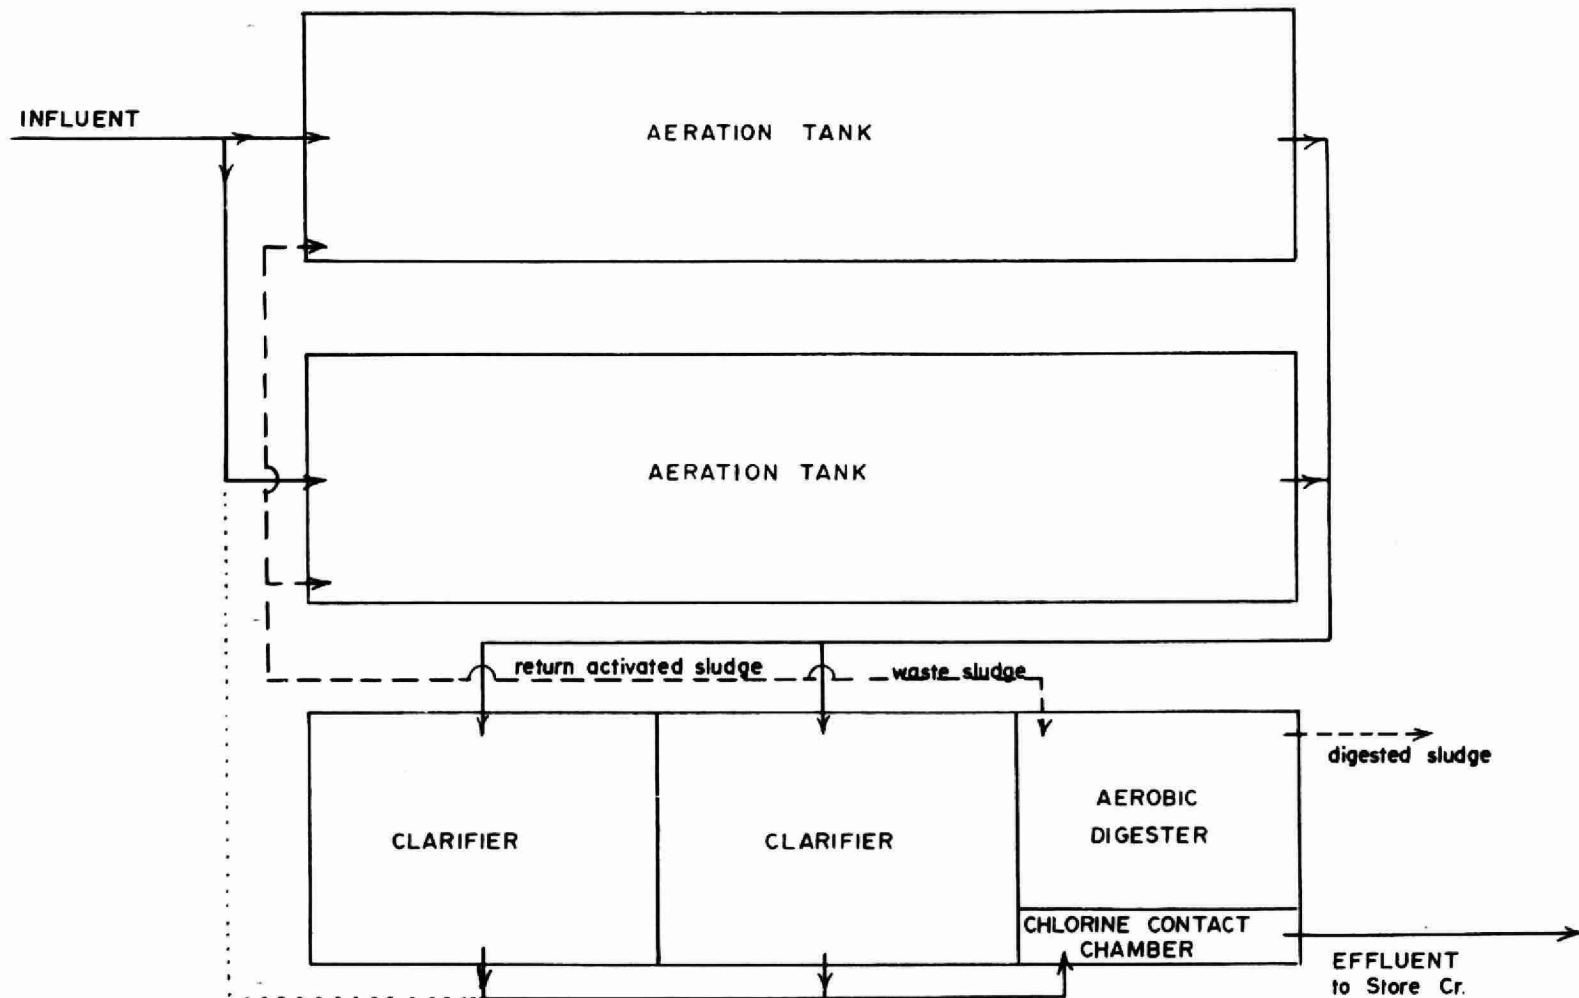 INFLUENT
AERATION TANK
AERATION TANK
return activated sludge
waste sludge
digested sludge
CLARIFIER
CLARIFIER
AEROBIC
DIGESTER
CHLORINE CONTACT
CHAMBER
EFFLUENT
to Store Cr.